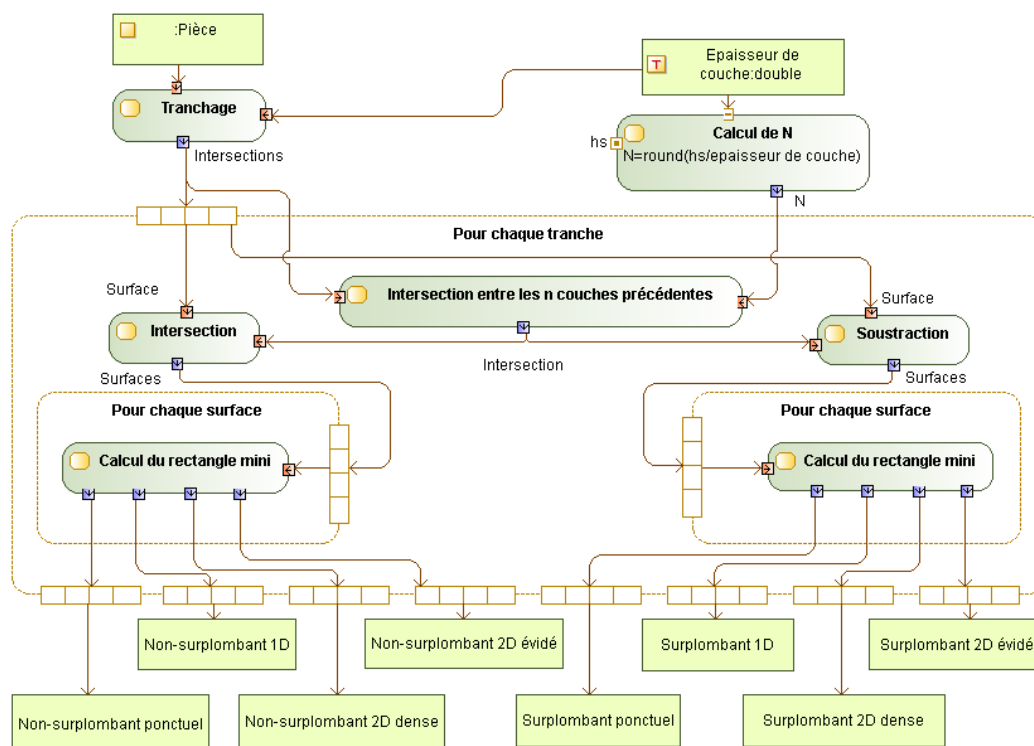 :Pièce
Epaisseur de
couche:double
T
Tranchage
Calcul de N
hs
N=round(hs/epaisseur de couche)
Intersections
N
Pour chaque tranche
Intersection entre les n couches précédentes
Surface
Surface
Intersection
Soustraction
Intersection
Surfaces
Surfaces
Pour chaque surface
Pour chaque surface
Calcul du rectangle mini
Calcul du rectangle mini
Non-surplombant 1D
Non-surplombant 2D évidé
Surplombant 1D
Surplombant 2D évidé
Non-surplombant ponctuel
Non-surplombant 2D dense
Surplombant ponctuel
Surplombant 2D dense